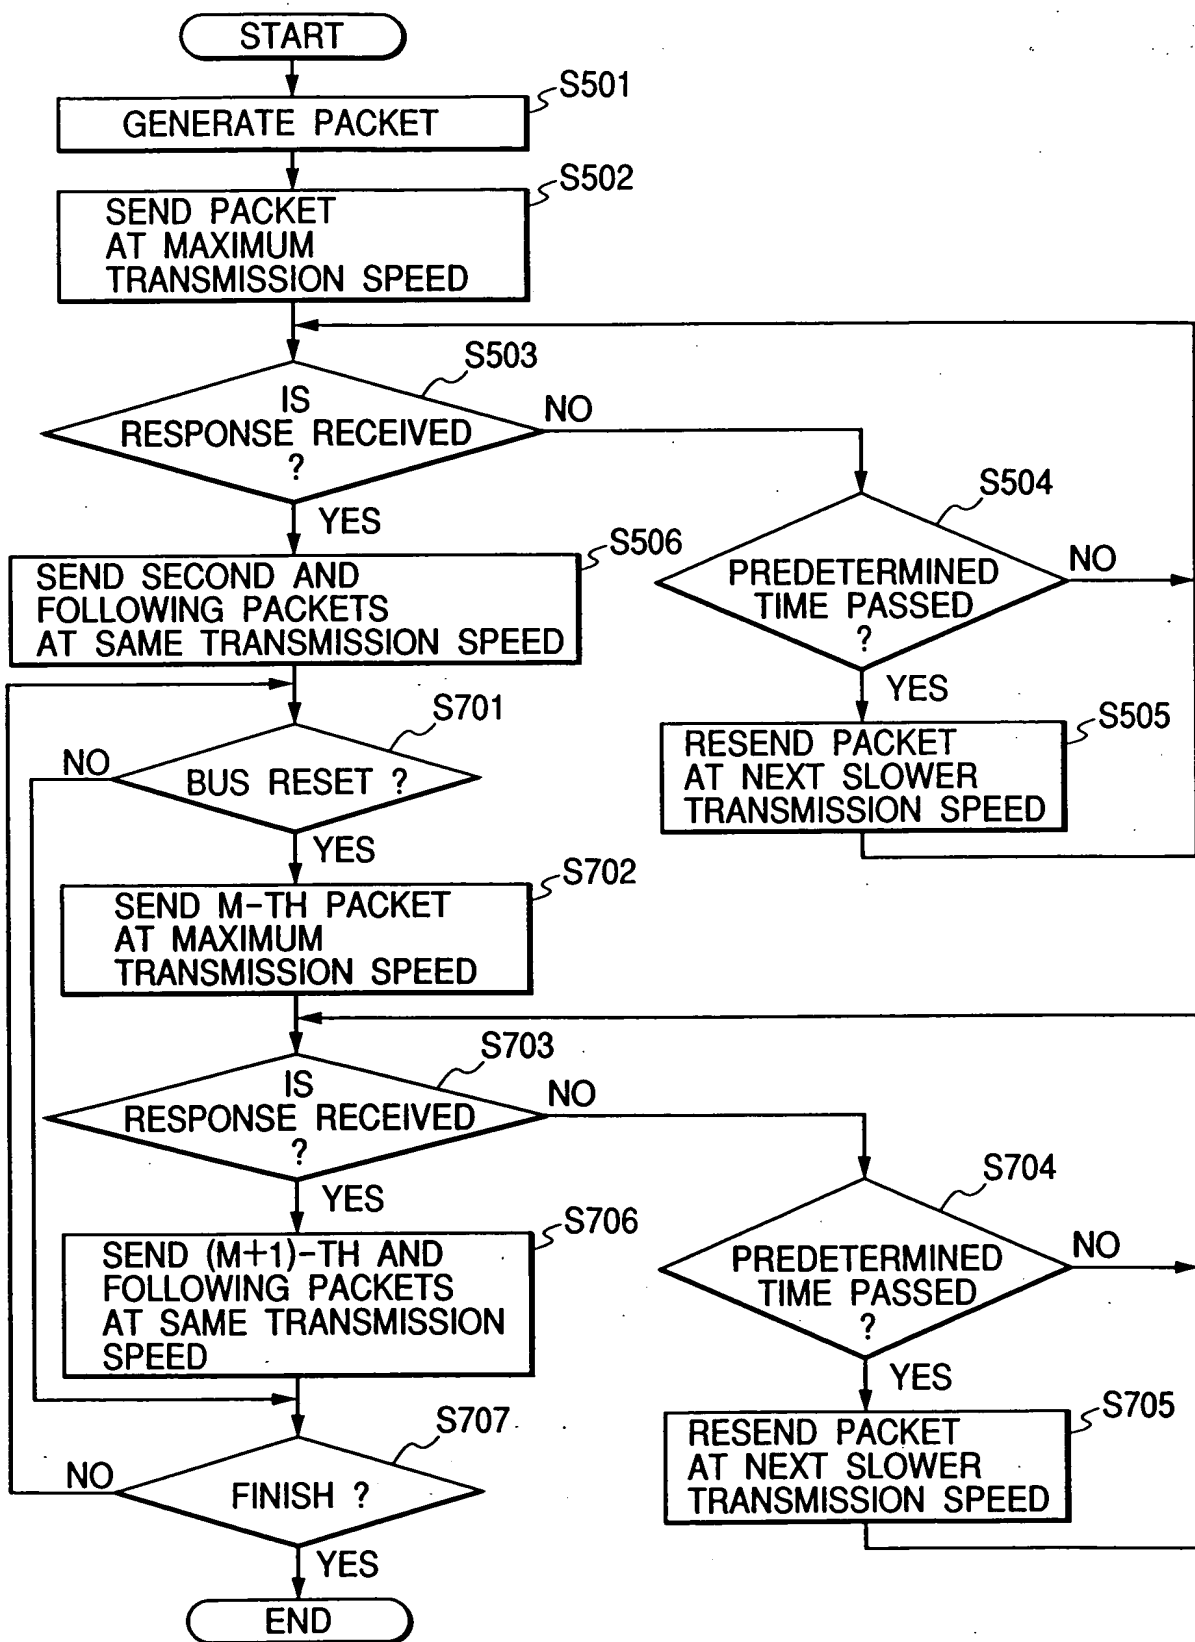 START
S501
GENERATE PACKET
S502
SEND PACKET
AT MAXIMUM
TRANSMISSION SPEED
S503
IS
RESPONSE RECEIVED
?
NO
YES
S504
PREDETERMINED
TIME PASSED
?
NO
YES
S506
SEND SECOND AND
FOLLOWING PACKETS
AT SAME TRANSMISSION SPEED
S505
RESEND PACKET
AT NEXT SLOWER
TRANSMISSION SPEED
S701
NO
BUS RESET ?
YES
S702
SEND M-TH PACKET
AT MAXIMUM
TRANSMISSION SPEED
S703
IS
RESPONSE RECEIVED
?
NO
YES
S704
PREDETERMINED
TIME PASSED
?
NO
YES
S706
SEND (M+1)-TH AND
FOLLOWING PACKETS
AT SAME TRANSMISSION
SPEED
S705
RESEND PACKET
AT NEXT SLOWER
TRANSMISSION SPEED
S707
NO
FINISH ?
YES
END